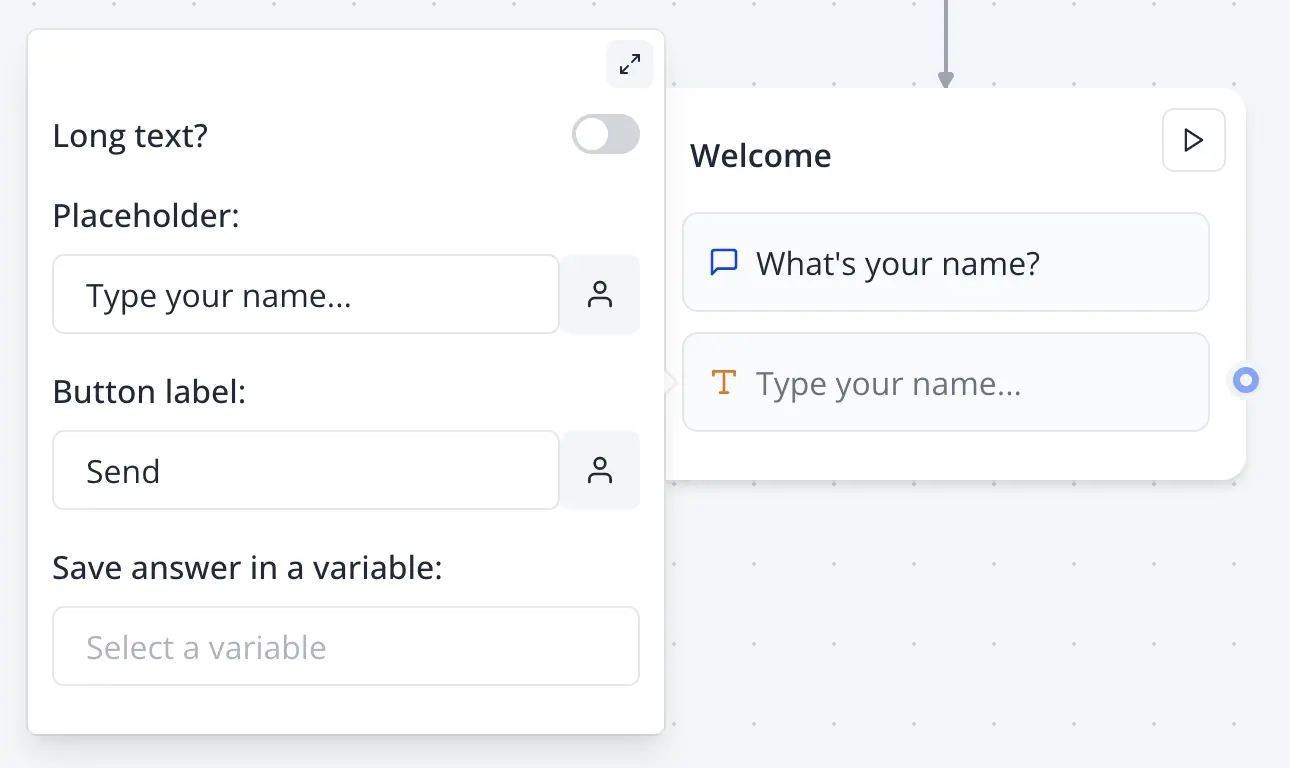 Long text?
Placeholder:
Type your name...
Button label:
Send
Save answer in a variable:
Select a variable
Welcome
What's your name?
Type your name...